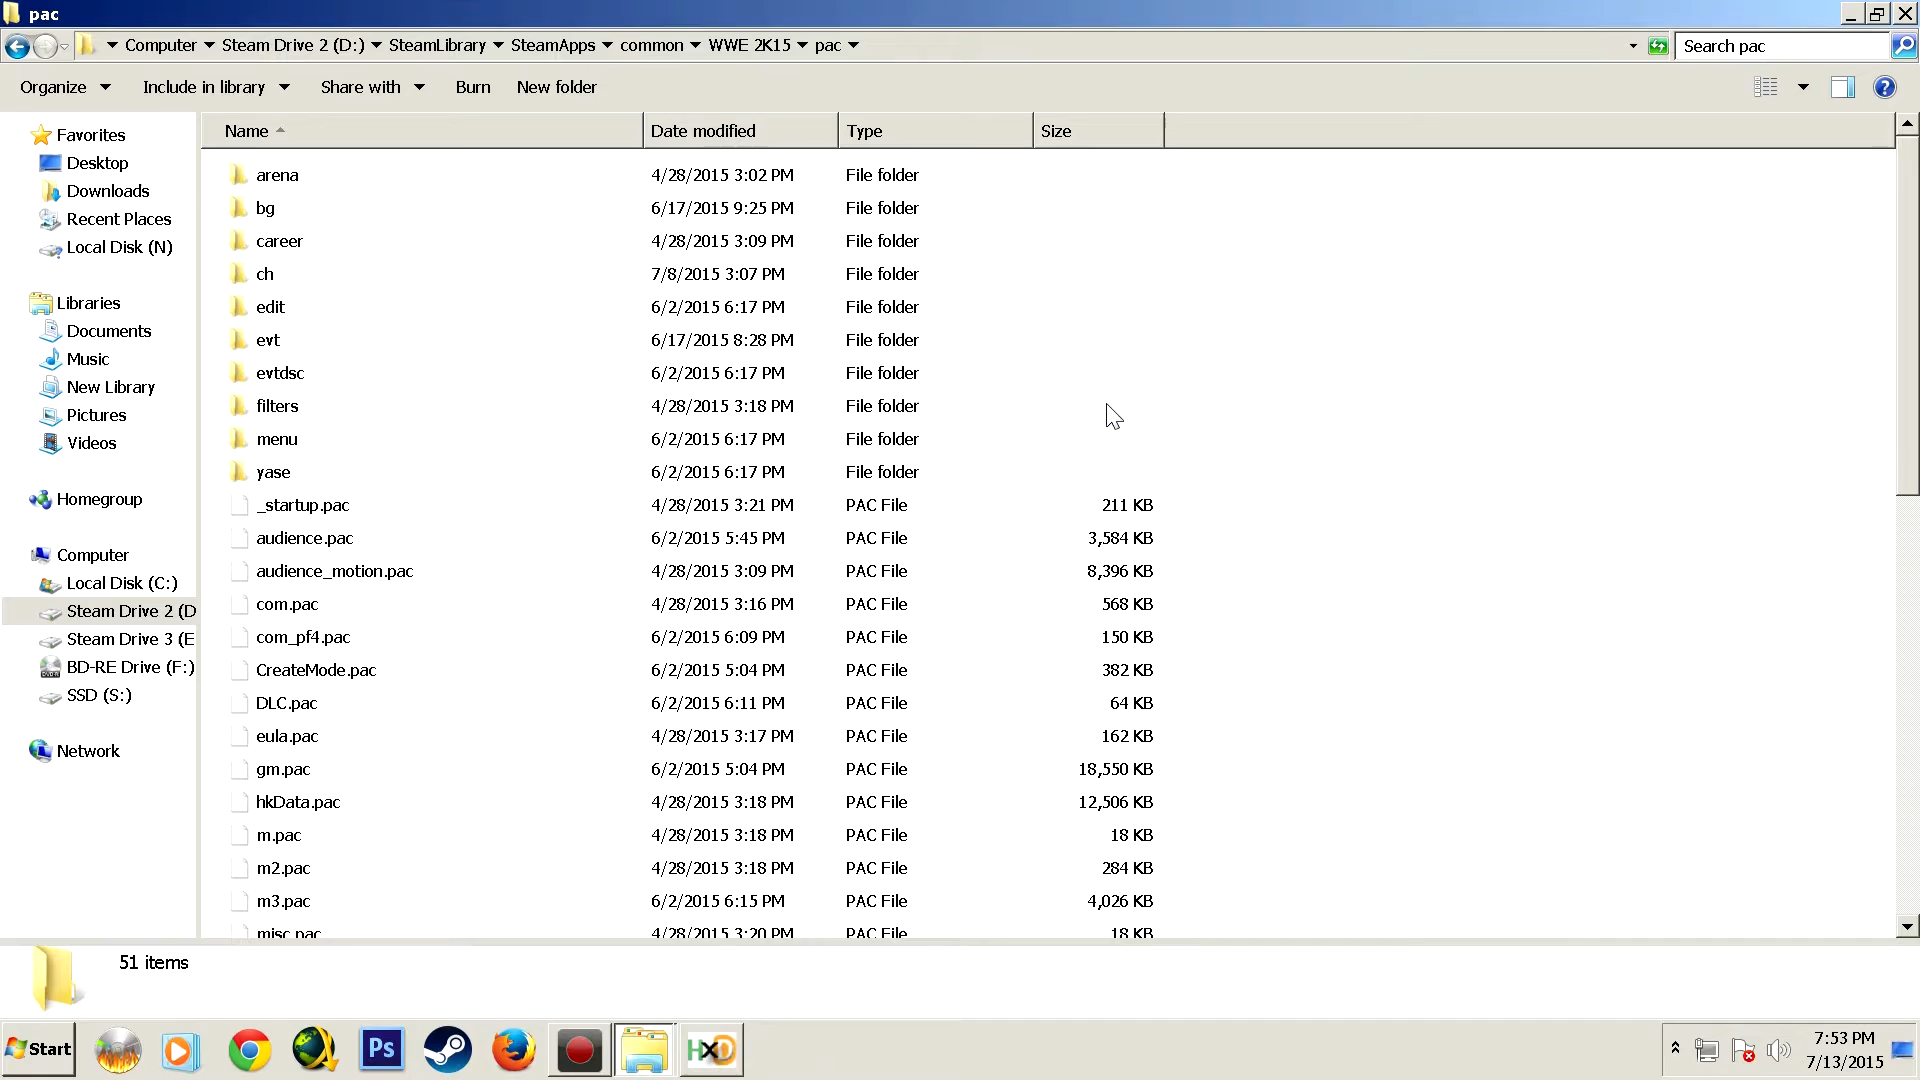 pac
Computer Steam Drive 2 (D:) SteamLibrary SteamApps common WWE 2K15 pac Search pac
Organize Include in library Share with Burn New folder
Name Date modified Type Size
Favorites
Desktop
Downloads
Recent Places
Local Disk (N)
Libraries
Documents
Music
New Library
Pictures
Videos
Homegroup
Computer
Local Disk (C:)
Steam Drive 2 (D
Steam Drive 3 (E
BD-RE Drive (F:)
SSD (S:)
Network
arena 4/28/2015 3:02 PM File folder
bg 6/17/2015 9:25 PM File folder
career 4/28/2015 3:09 PM File folder
ch 7/8/2015 3:07 PM File folder
edit 6/2/2015 6:17 PM File folder
evt 6/17/2015 8:28 PM File folder
evtdsc 6/2/2015 6:17 PM File folder
filters 4/28/2015 3:18 PM File folder
menu 6/2/2015 6:17 PM File folder
yase 6/2/2015 6:17 PM File folder
_startup.pac 4/28/2015 3:21 PM PAC File 211 KB
audience.pac 6/2/2015 5:45 PM PAC File 3,584 KB
audience_motion.pac 4/28/2015 3:09 PM PAC File 8,396 KB
com.pac 4/28/2015 3:16 PM PAC File 568 KB
com_pf4.pac 6/2/2015 6:09 PM PAC File 150 KB
CreateMode.pac 6/2/2015 5:04 PM PAC File 382 KB
DLC.pac 6/2/2015 6:11 PM PAC File 64 KB
eula.pac 4/28/2015 3:17 PM PAC File 162 KB
gm.pac 6/2/2015 5:04 PM PAC File 18,550 KB
hkData.pac 4/28/2015 3:18 PM PAC File 12,506 KB
m.pac 4/28/2015 3:18 PM PAC File 18 KB
m2.pac 4/28/2015 3:18 PM PAC File 284 KB
m3.pac 6/2/2015 6:15 PM PAC File 4,026 KB
misc.pac 4/28/2015 3:20 PM PAC File 18 KB
51 items
Start Ps HXD 7:53 PM
7/13/2015